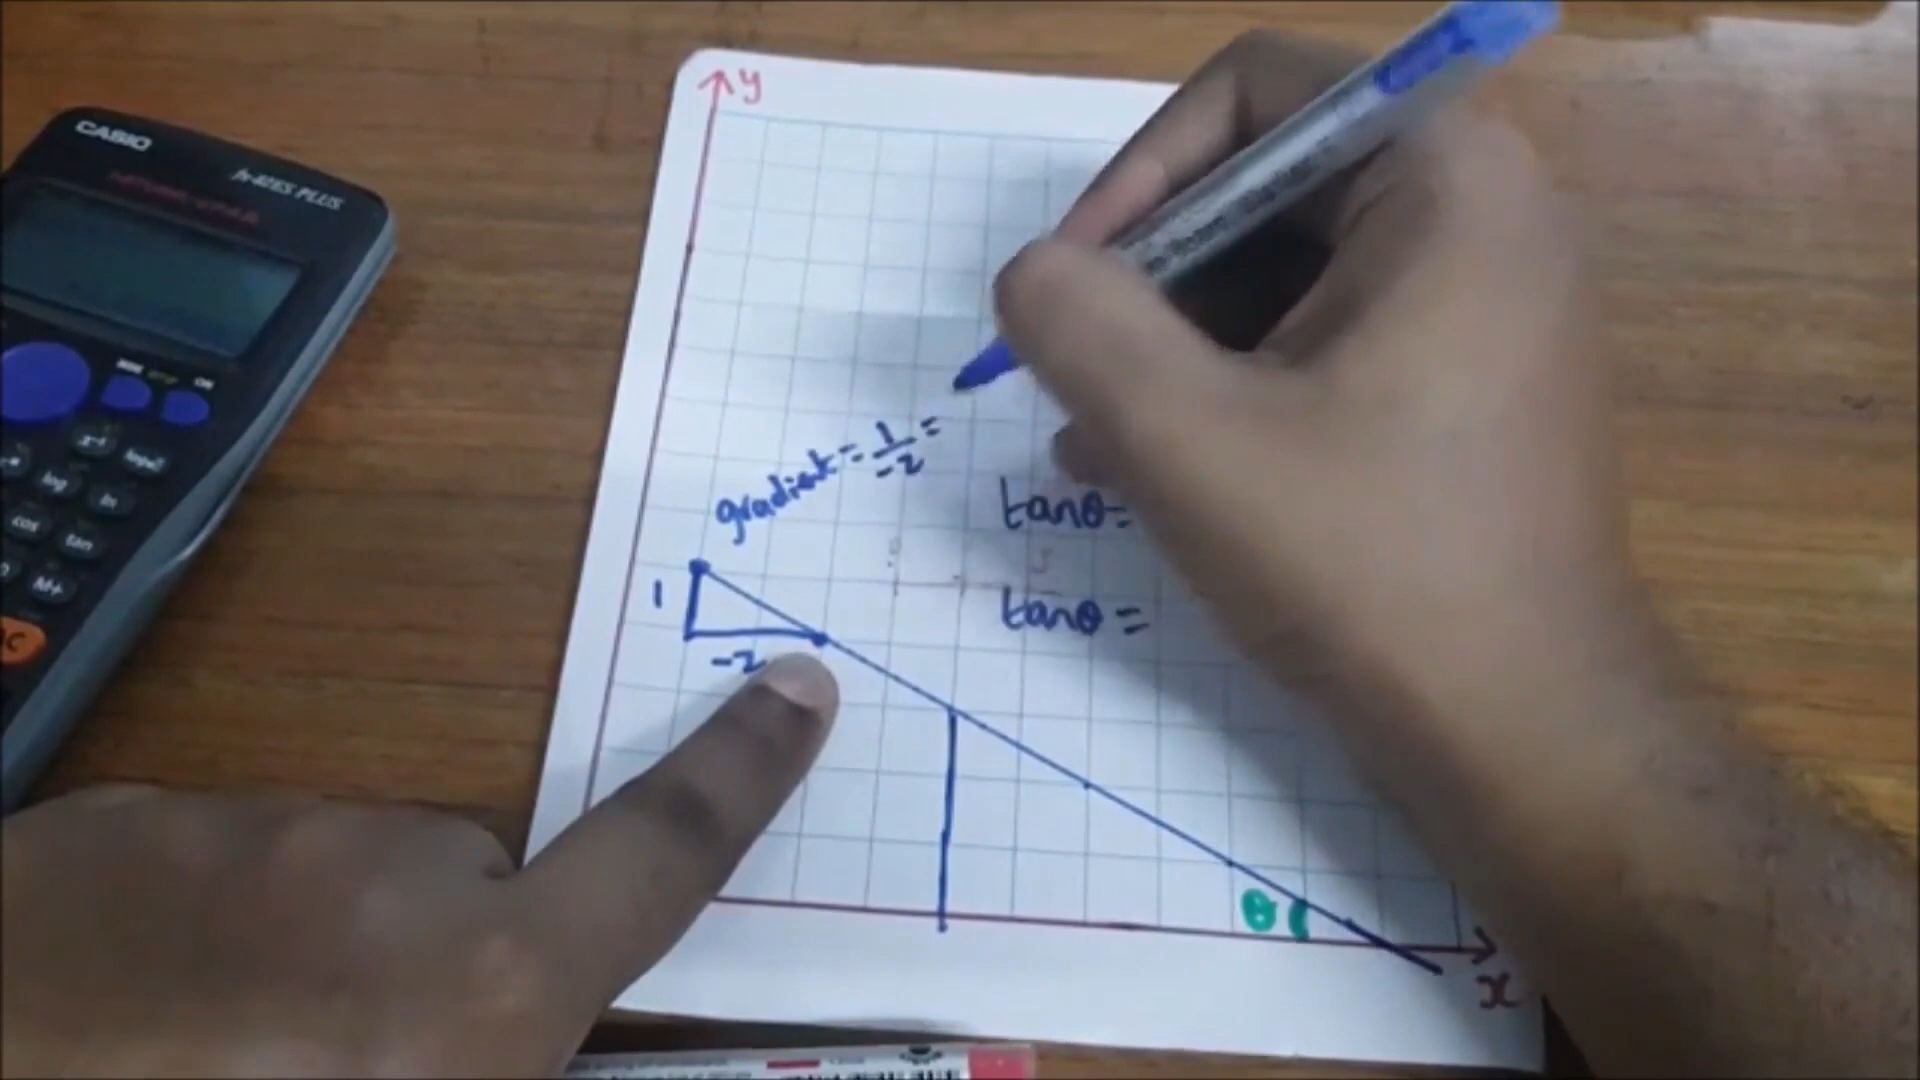 CASIO
fx-82ES PLUS
y
gradient = 1/-2 =
tanθ=
1
tanθ =
-2
log
ln
cos
tan
M+
θ
x